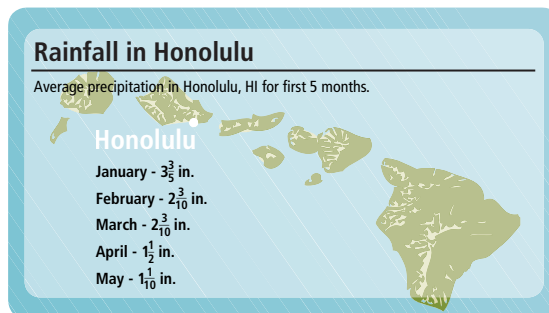 Rainfall in Honolulu
Average precipitation in Honolulu, HI for first 5 months.
Honolulu
January - 3 3/5 in.
February - 2 3/10 in.
March - 2 3/10 in.
April - 1 1/2 in.
May - 1 1/10 in.